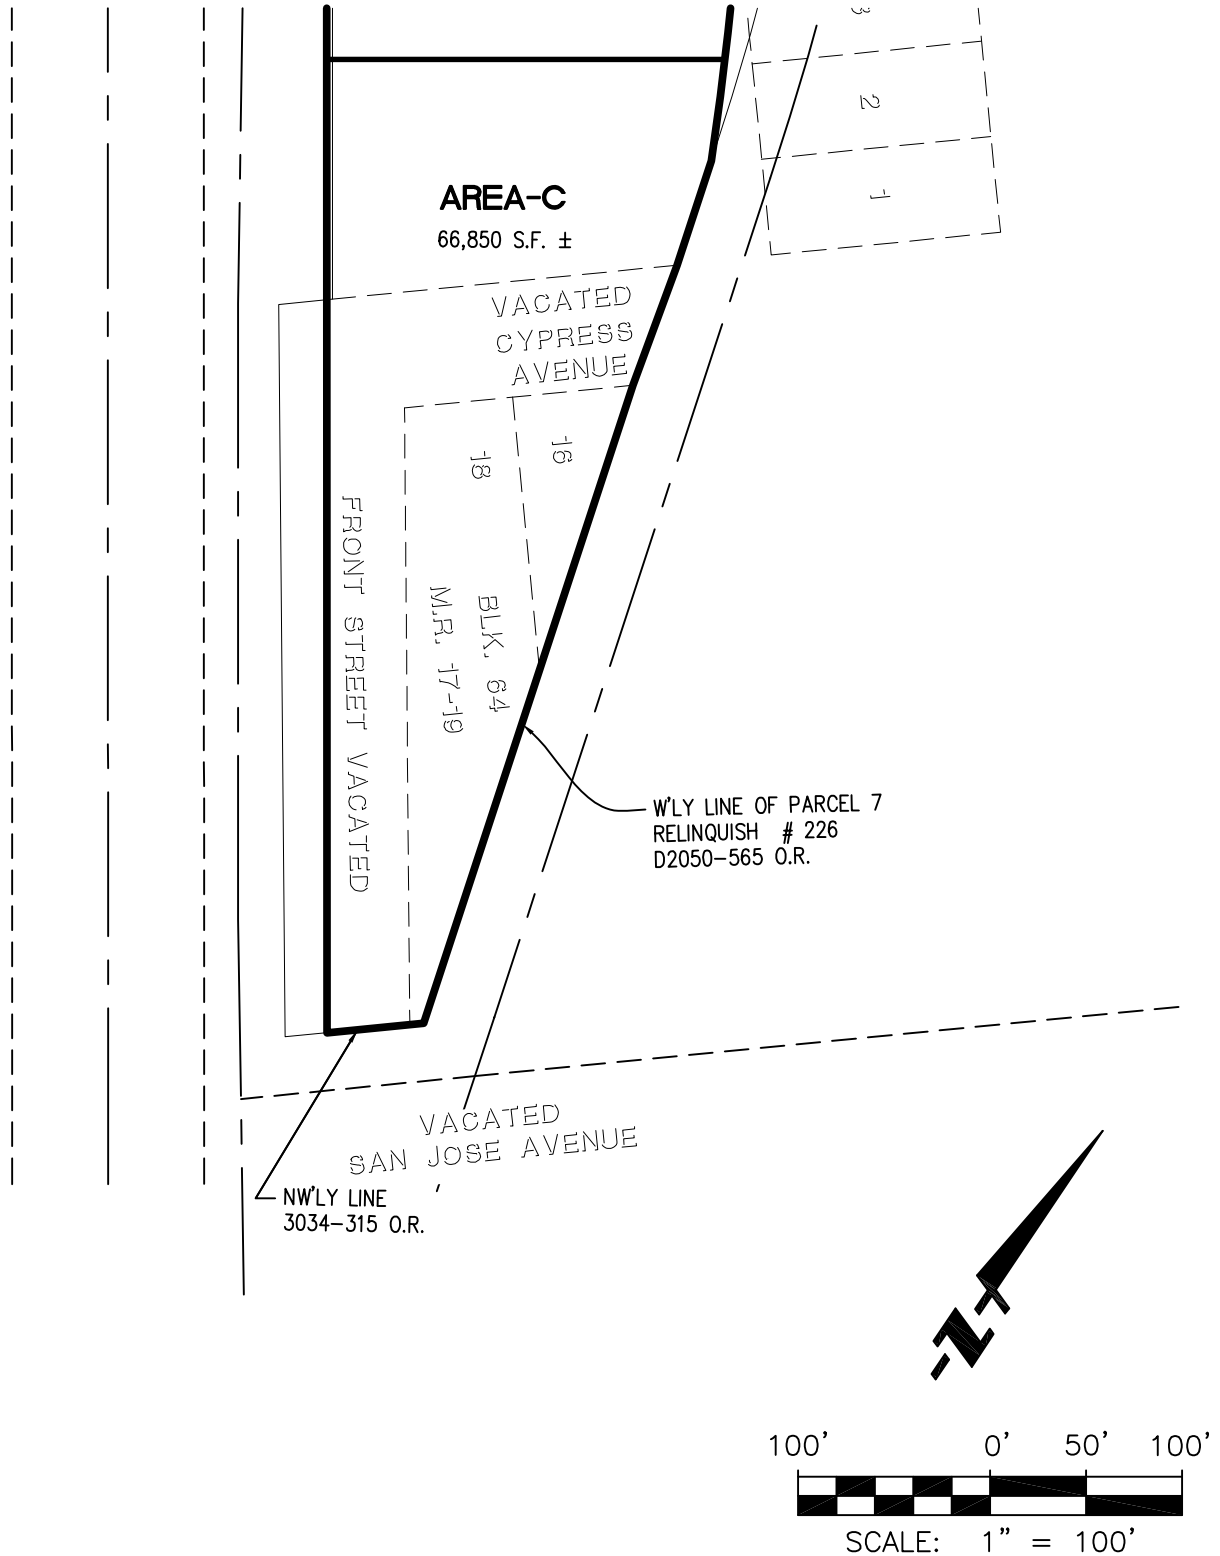 3
2
1
AREA-C
66,850 S.F. ±
VACATED
CYPRESS
AVENUE
16
18
FRONT STREET VACATED
BLK. 64
M.R. 17-19
W'LY LINE OF PARCEL 7
RELINQUISH # 226
D2050-565 O.R.
VACATED
SAN JOSE AVENUE
NW'LY LINE
3034-315 O.R.
-N-
100' 0' 50' 100'
SCALE: 1" = 100'